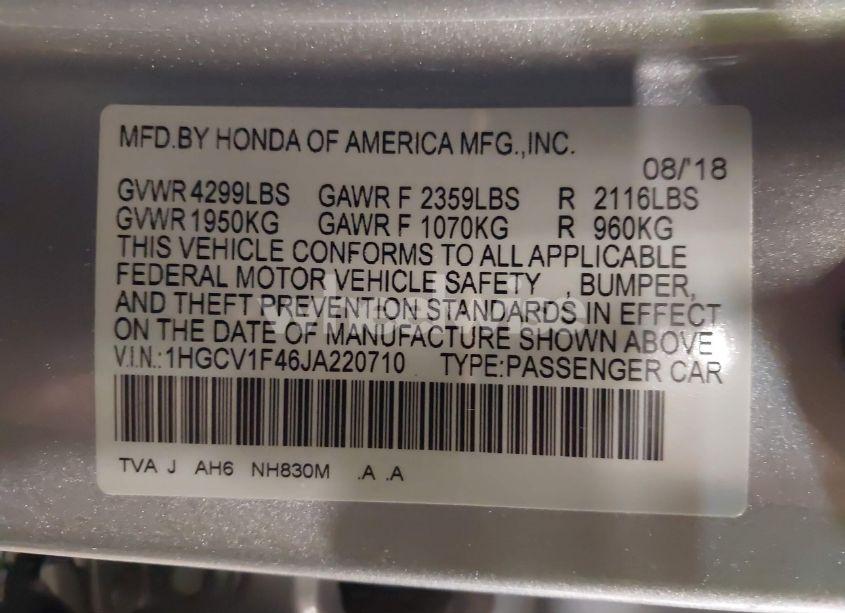 MFD.BY HONDA OF AMERICA MFG.,INC.
08/'18
GVWR 4299LBS GAWR F 2359LBS R 2116LBS
GVWR 1950KG GAWR F 1070KG R 960KG
THIS VEHICLE CONFORMS TO ALL APPLICABLE
FEDERAL MOTOR VEHICLE SAFETY , BUMPER,
AND THEFT PREVENTION STANDARDS IN EFFECT
ON THE DATE OF MANUFACTURE SHOWN ABOVE
V.I.N.:1HGCV1F46JA220710 TYPE:PASSENGER CAR
TVA J AH6 NH830M .A .A